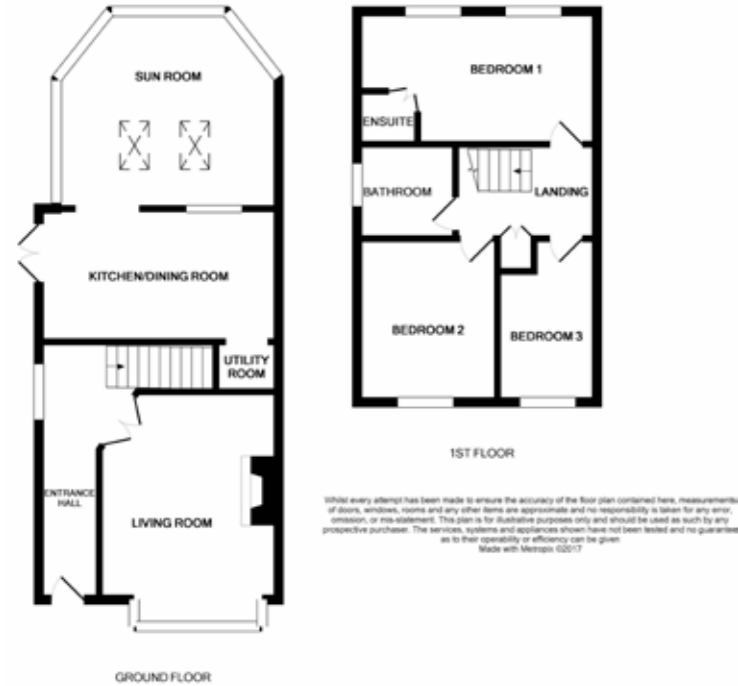 SUN ROOM
KITCHEN/DINING ROOM
UTILITY
ROOM
ENTRANCE
HALL
LIVING ROOM
GROUND FLOOR
BEDROOM 1
ENSUITE
BATHROOM
LANDING
BEDROOM 2
BEDROOM 3
1ST FLOOR
Whilst every attempt has been made to ensure the accuracy of the floor plan contained here, measurements
of doors, windows, rooms and any other items are approximate and no responsibility is taken for any error,
omission, or mis-statement. This plan is for illustrative purposes only and should be used as such by any
prospective purchaser. The services, systems and appliances shown have not been tested and no guarantee
as to their operability or efficiency can be given
Made with Metropix ©2017